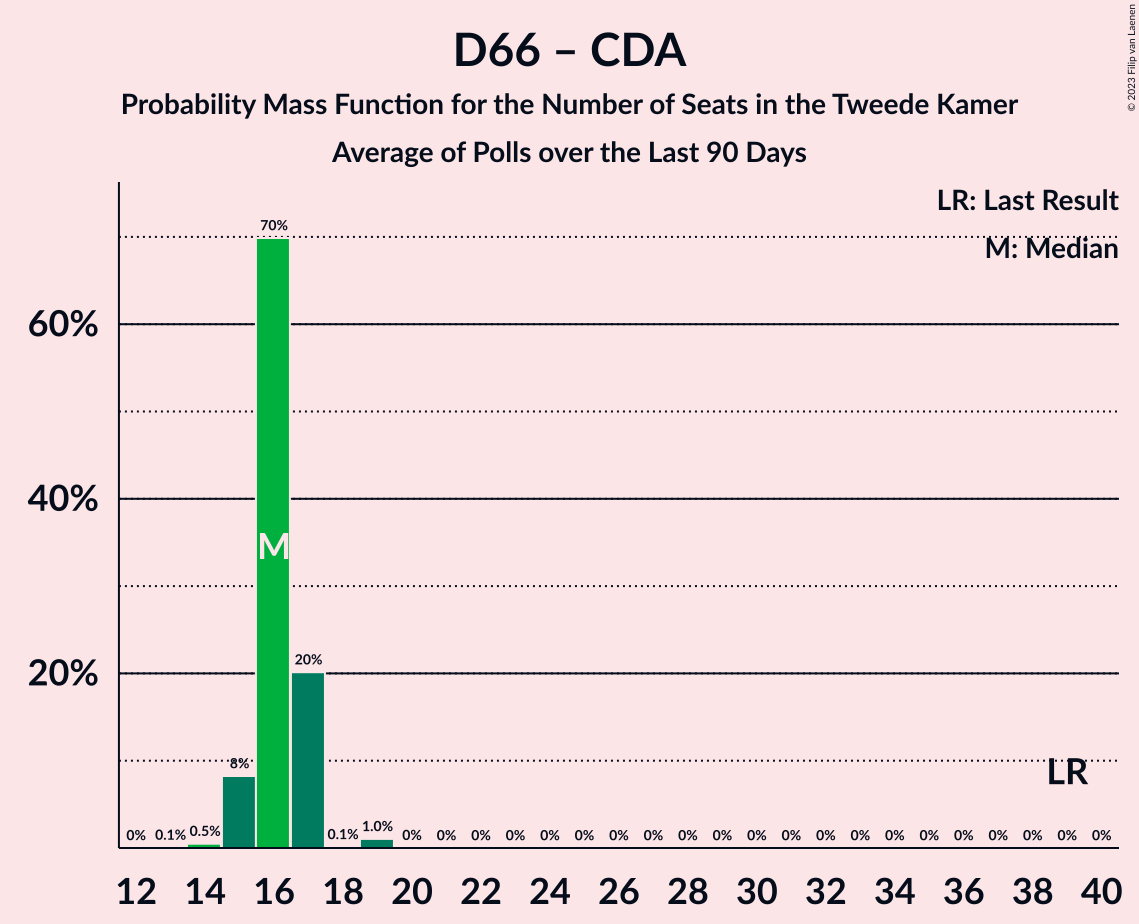 D66 – CDA
Probability Mass Function for the Number of Seats in the Tweede Kamer
Average of Polls over the Last 90 Days
© 2023 Filip van Laenen
LR: Last Result
M: Median
70%
60%
40%
M
20%
20%
8%
LR
0% 0.1% 0.5% 0.1% 1.0% 0% 0% 0% 0% 0% 0% 0% 0% 0% 0% 0% 0% 0% 0% 0% 0% 0% 0% 0% 0% 0%
12 14 16 18 20 22 24 26 28 30 32 34 36 38 40